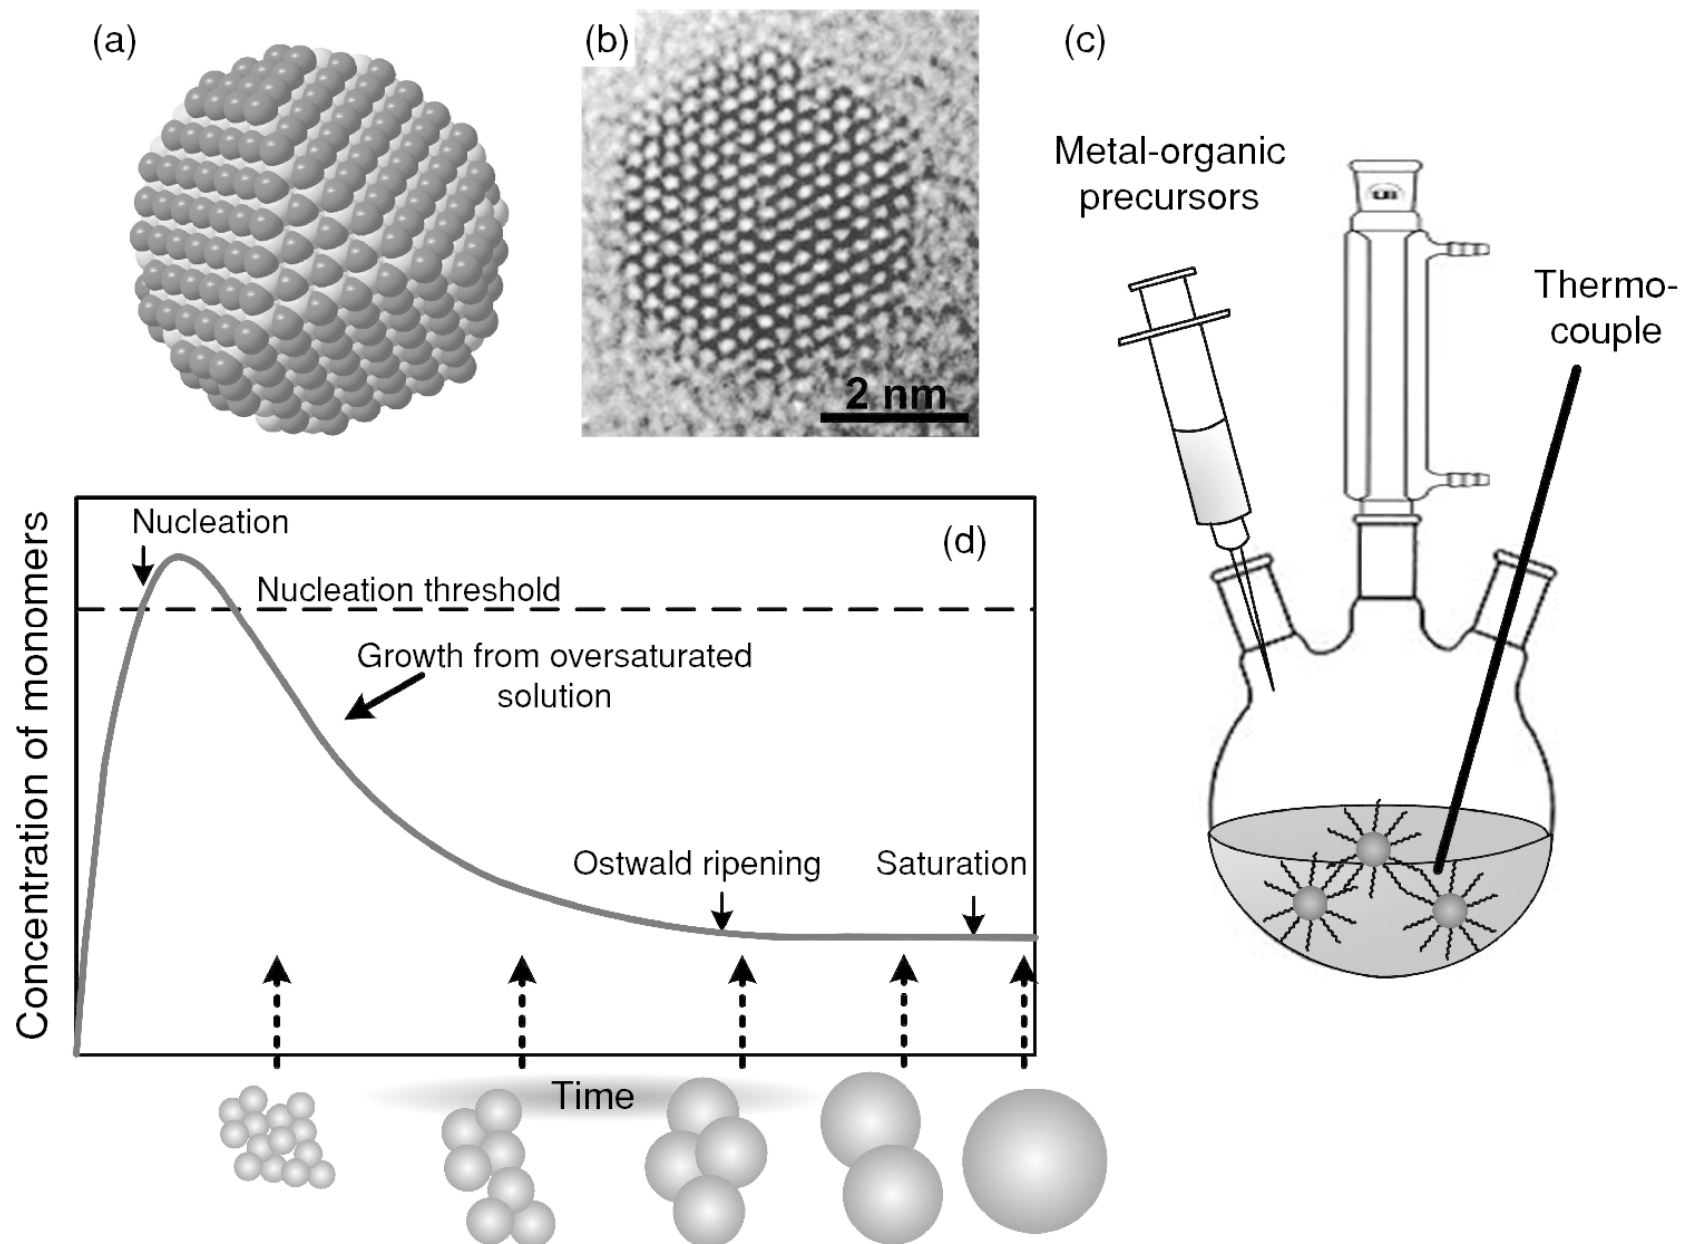 (a)
(b)
2 nm
(c)
Metal-organic
precursors
Thermo-
couple
(d)
Concentration of monomers
Nucleation
Nucleation threshold
Growth from oversaturated
solution
Ostwald ripening
Saturation
Time